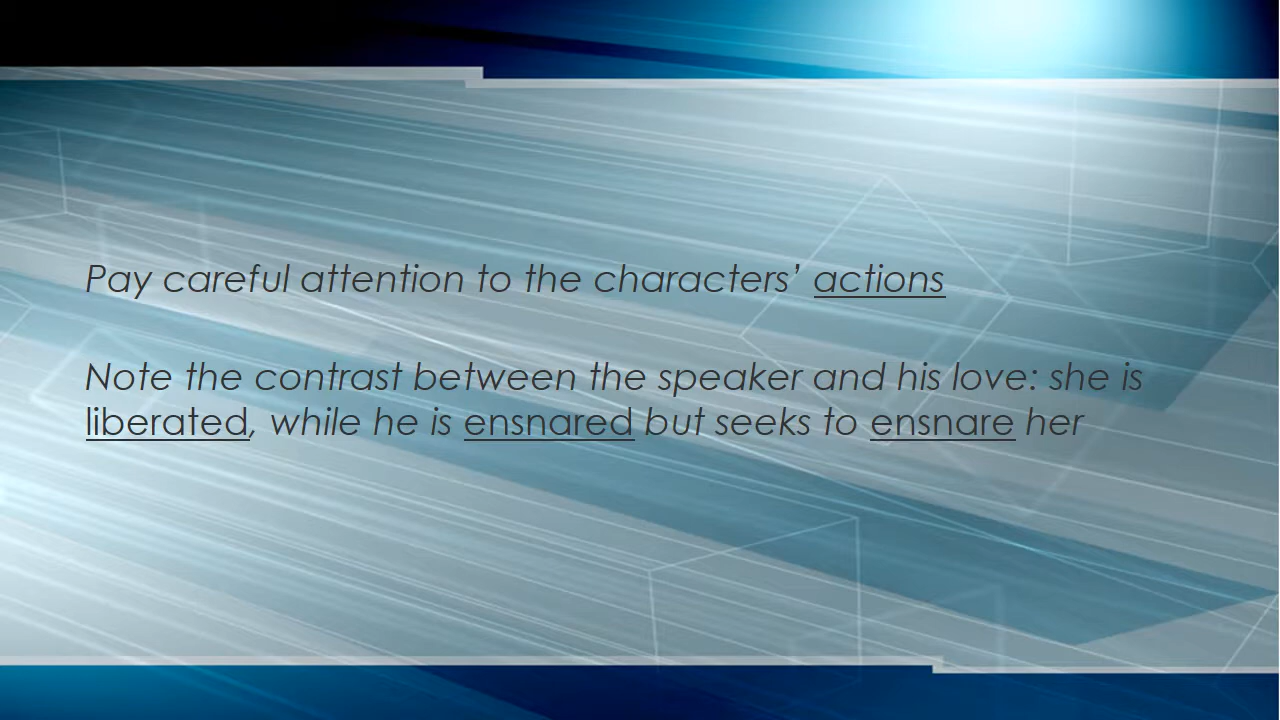 Pay careful attention to the characters’ actions
Note the contrast between the speaker and his love: she is
liberated, while he is ensnared but seeks to ensnare her